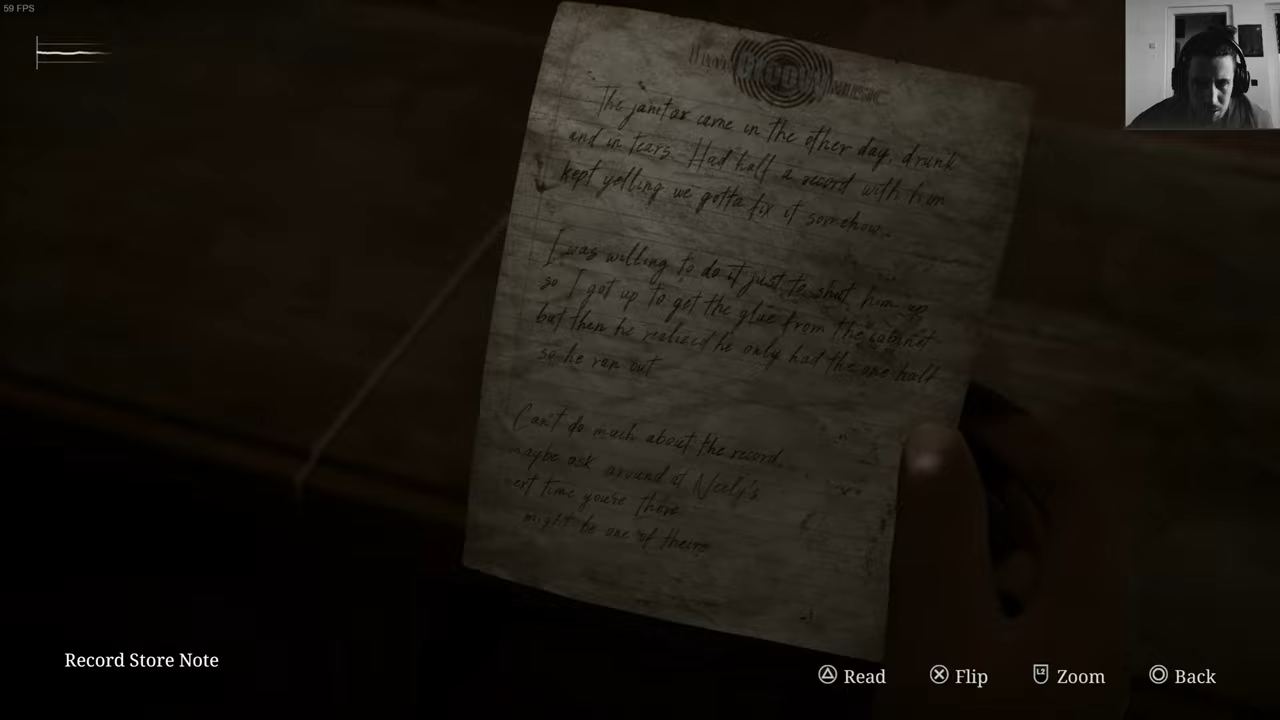 59 FPS
MUSIC
The janitor came in the other day, drunk
and in tears. Had half a record with him
kept yelling we gotta fix it somehow...
I was willing to do it just to shut him up
so I got up to get the glue from the cabinet
but then he realized he only had the one half
so he ran out
Can't do much about the record,
maybe ask around at Neely's
ext time you're there
might be one of theirs
Record Store Note
Read
Flip
L2 Zoom
Back